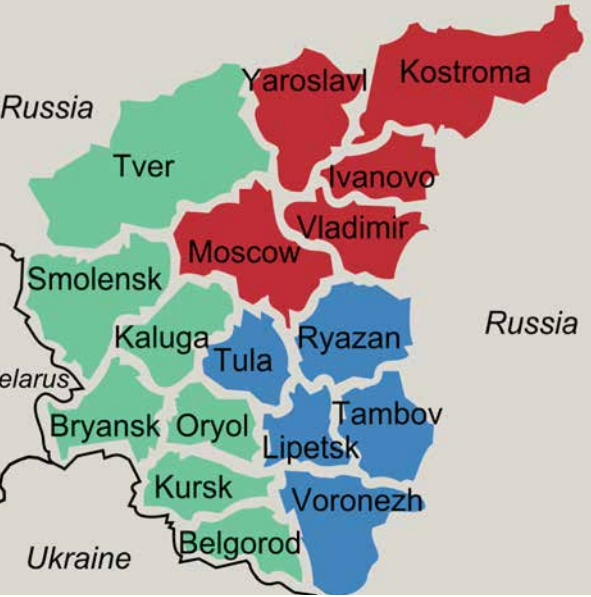 Yaroslavl
Kostroma
Russia
Tver
Ivanovo
Vladimir
Moscow
Smolensk
Russia
Kaluga
Ryazan
Tula
elarus
Tambov
Bryansk
Oryol
Lipetsk
Kursk
Voronezh
Belgorod
Ukraine